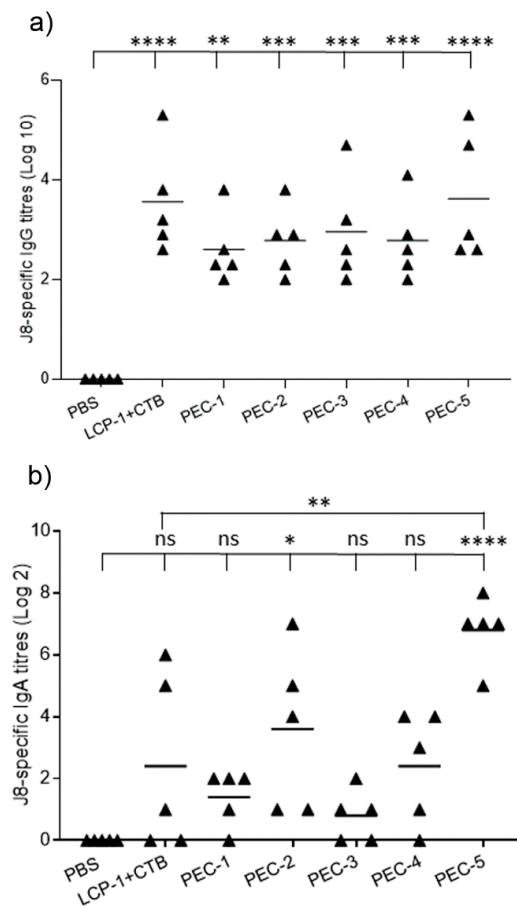 a)
**** ** *** *** *** ****
6
4
2
0
J8-specific IgG titres (Log 10)
PBS LCP-1+CTB PEC-1 PEC-2 PEC-3 PEC-4 PEC-5
b)
**
ns ns * ns ns ****
10
8
6
4
2
0
J8-specific IgA titres (Log 2)
PBS LCP-1+CTB PEC-1 PEC-2 PEC-3 PEC-4 PEC-5